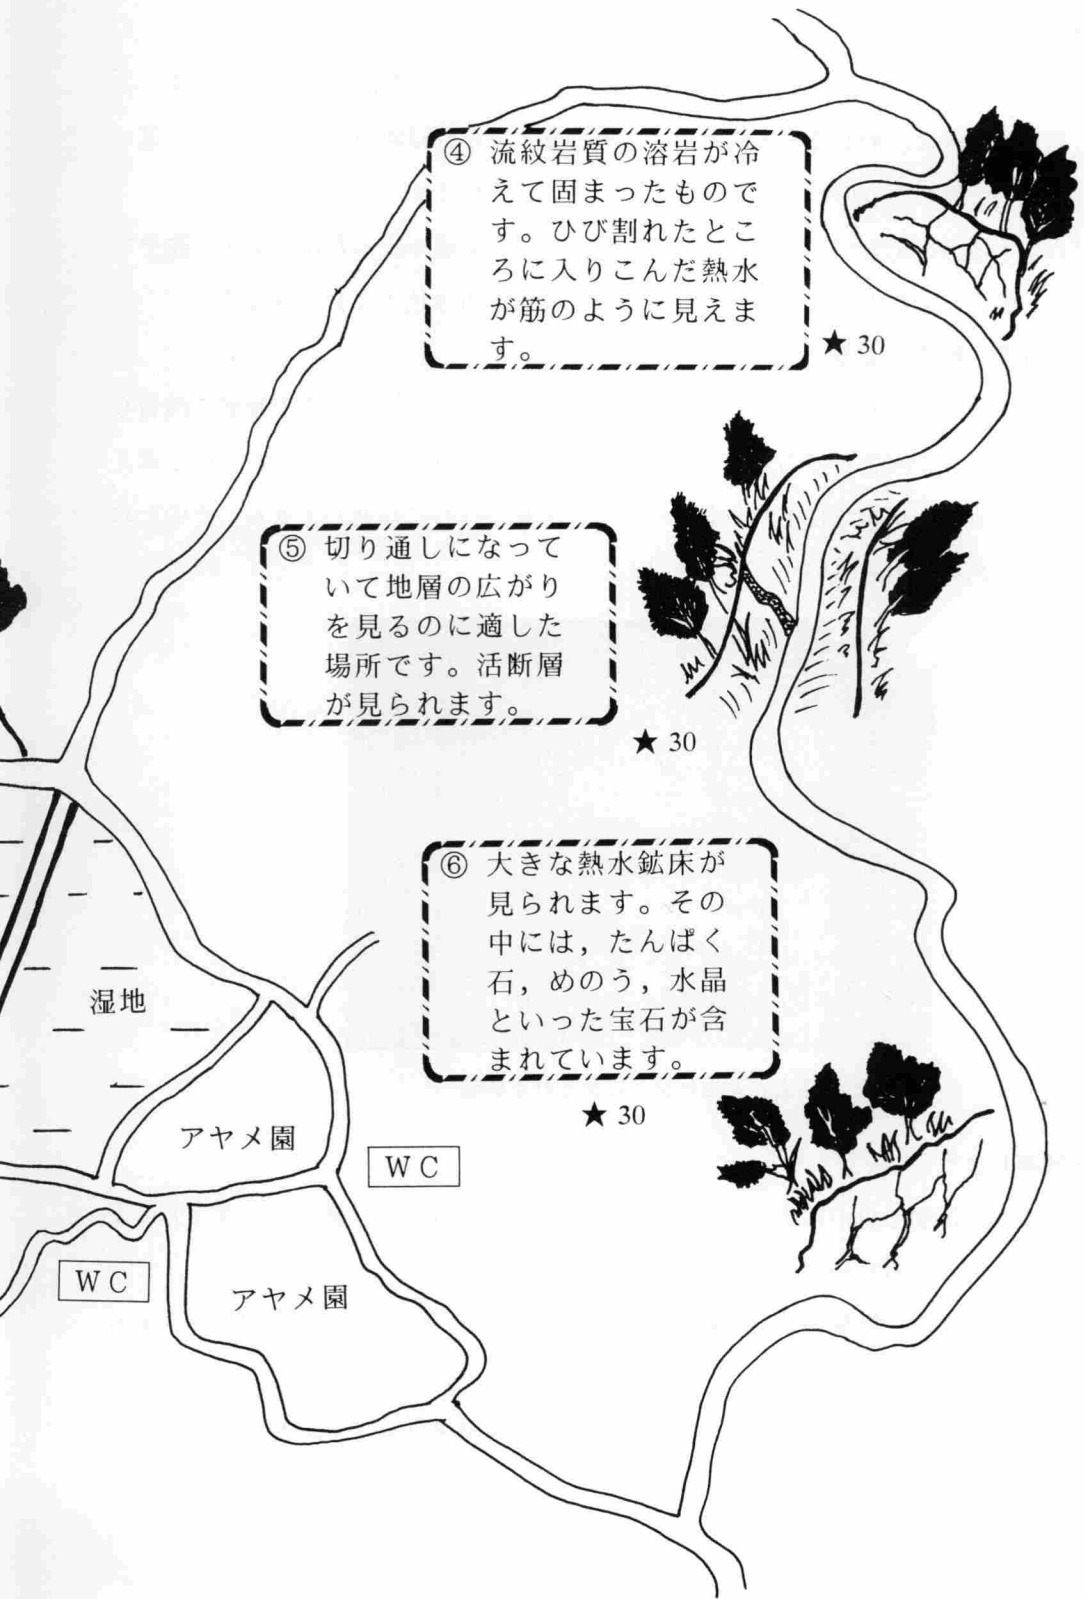 ④ 流紋岩質の溶岩が冷
えて固まったもので
す。ひび割れたとこ
ろに入りこんだ熱水
が筋のように見えま
す。
★ 30
⑤ 切り通しになって
いて地層の広がり
を見るのに適した
場所です。活断層
が見られます。
★ 30
⑥ 大きな熱水鉱床が
見られます。その
中には，たんぱく
石，めのう，水晶
といった宝石が含
まれています。
★ 30
湿地
アヤメ園
WC
WC
アヤメ園